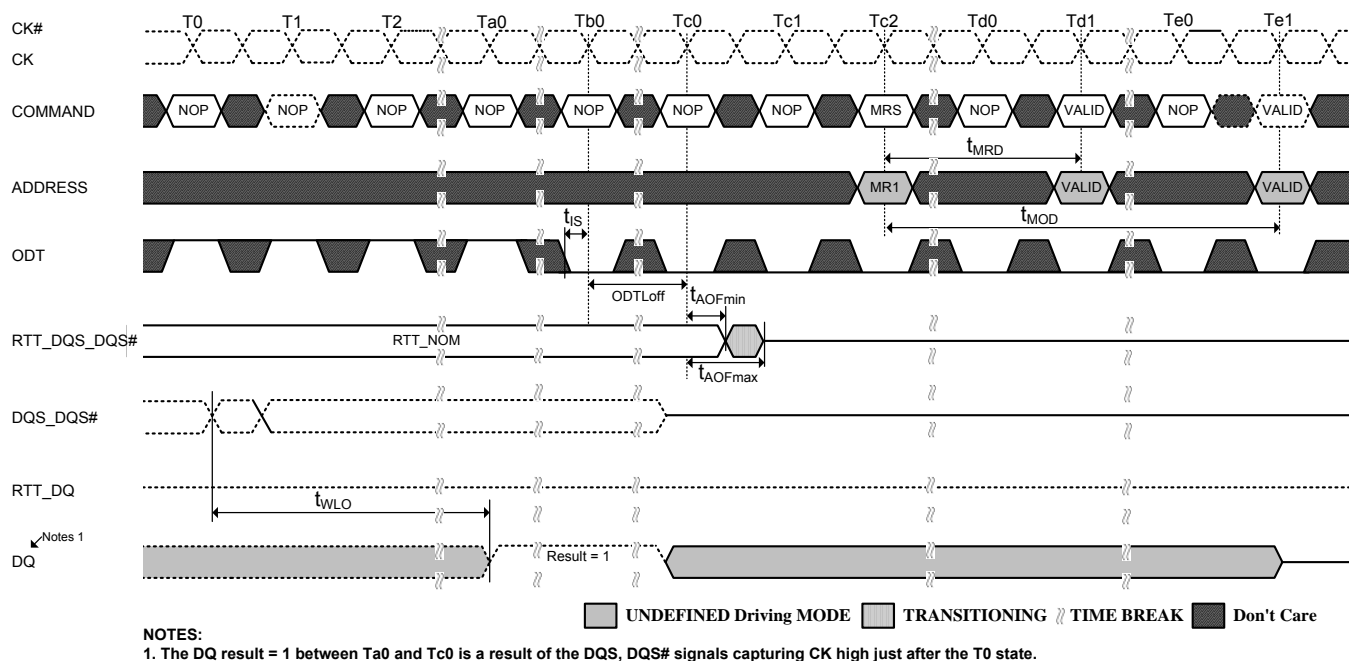 T0 T1 T2 Ta0 Tb0 Tc0 Tc1 Tc2 Td0 Td1 Te0 Te1
CK#
CK
COMMAND NOP NOP NOP NOP NOP NOP NOP MRS NOP VALID NOP VALID
tMRD
ADDRESS MR1 VALID VALID
tIS
tMOD
ODT
ODTLoff
tAOFmin
RTT_DQS_DQS# RTT_NOM
tAOFmax
DQS_DQS#
RTT_DQ
tWLO
Notes 1
DQ Result = 1
UNDEFINED Driving MODE TRANSITIONING TIME BREAK Don't Care
NOTES:
1. The DQ result = 1 between Ta0 and Tc0 is a result of the DQS, DQS# signals capturing CK high just after the T0 state.